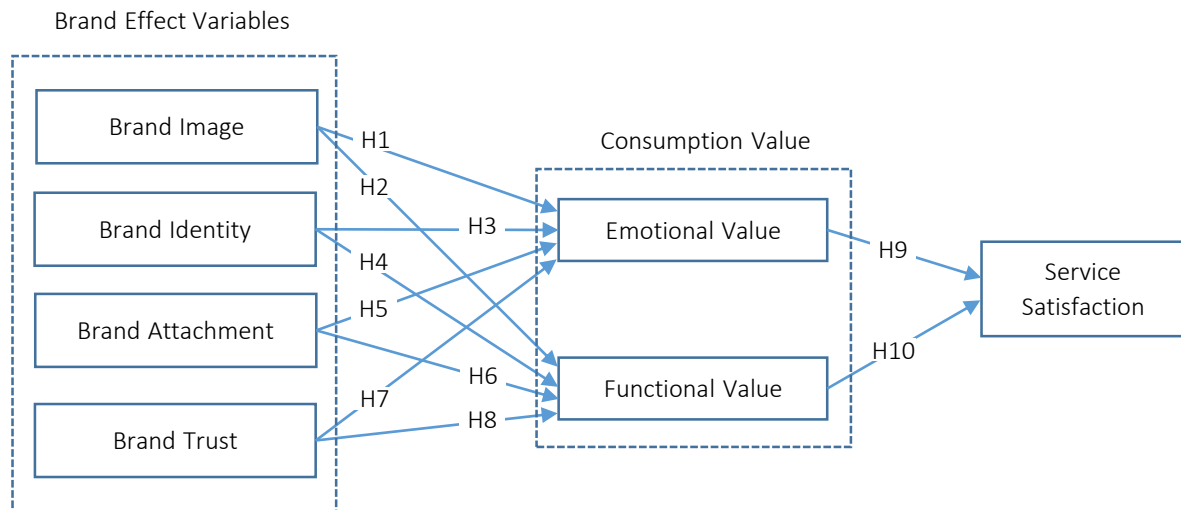 Brand Effect Variables
Brand Image
Brand Identity
Brand Attachment
Brand Trust
H1
H2
H3
H4
H5
H6
H7
H8
Consumption Value
Emotional Value
Functional Value
H9
H10
Service
Satisfaction